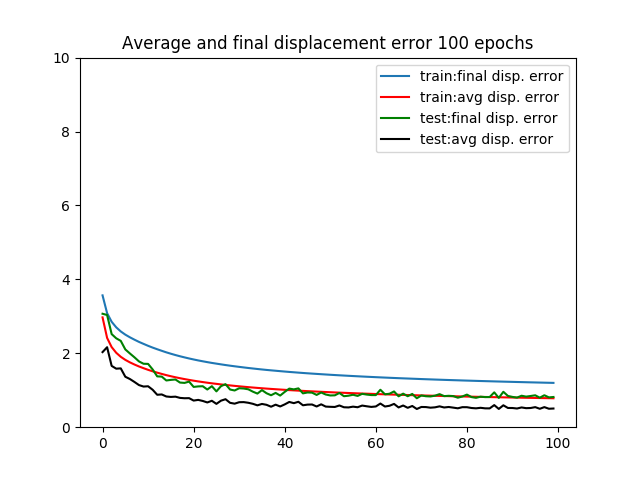 Average and final displacement error 100 epochs
train:final disp. error
train:avg disp. error
test:final disp. error
test:avg disp. error
10
8
6
4
2
0
0 20 40 60 80 100